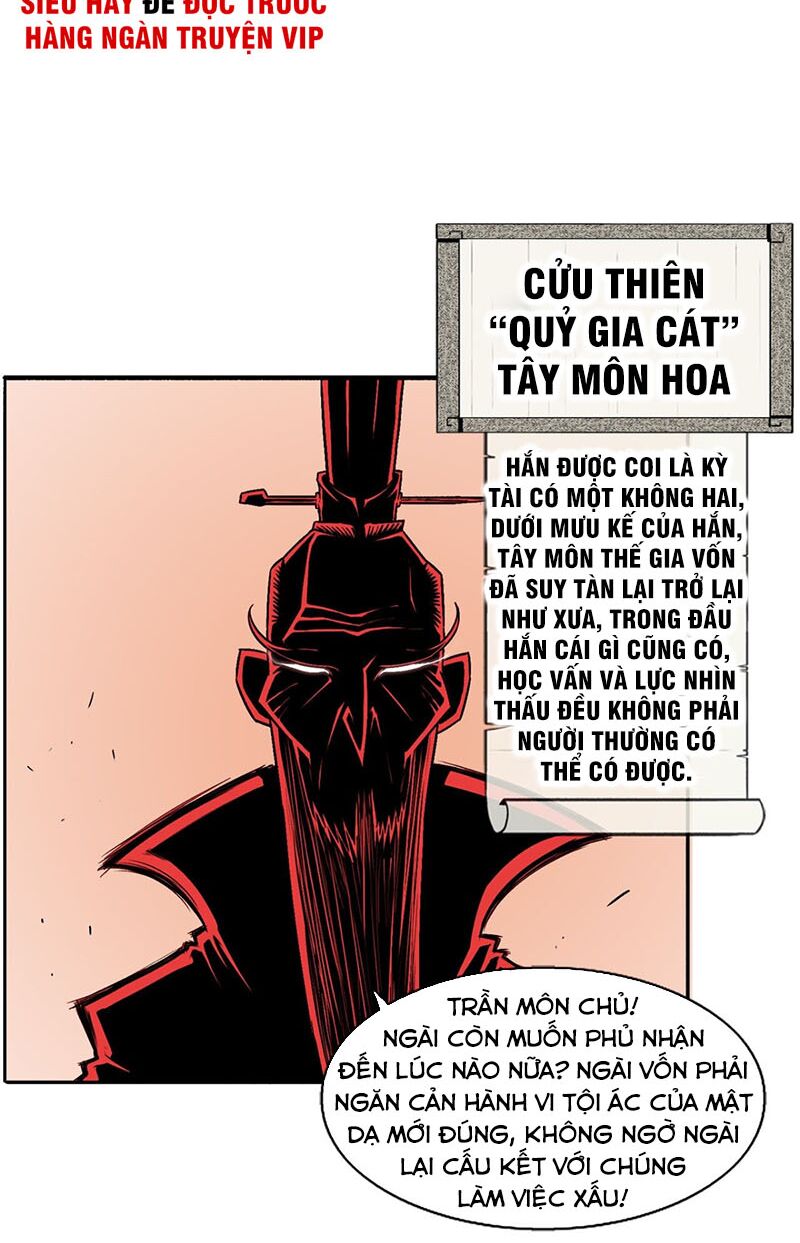 SIÊU HAY ĐỂ ĐỌC TRƯỚC
HÀNG NGÀN TRUYỆN VIP
CỬU THIÊN
“QUỶ GIA CÁT”
TÂY MÔN HOA
HẮN ĐƯỢC COI LÀ KỲ
TÀI CÓ MỘT KHÔNG HAI,
DƯỚI MƯU KẾ CỦA HẮN,
TÂY MÔN THẾ GIA VỐN
ĐÃ SUY TÀN LẠI TRỞ LẠI
NHƯ XƯA, TRONG ĐẦU
HẮN CÁI GÌ CŨNG CÓ,
HỌC VẤN VÀ LỰC NHÌN
THẤU ĐỀU KHÔNG PHẢI
NGƯỜI THƯỜNG CÓ
THỂ CÓ ĐƯỢC.
TRẦN MÔN CHỦ!
NGÀI CÒN MUỐN PHỦ NHẬN
ĐẾN LÚC NÀO NỮA? NGÀI VỐN PHẢI
NGĂN CẢN HÀNH VI TỘI ÁC CỦA MẬT
DẠ MỚI ĐÚNG, KHÔNG NGỜ NGÀI
LẠI CẤU KẾT VỚI CHÚNG
LÀM VIỆC XẤU!